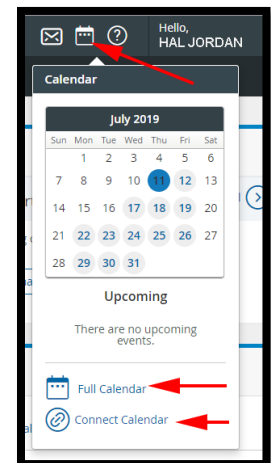 Hello,
HAL JORDAN
Calendar
July 2019
Sun Mon Tue Wed Thu Fri Sat
1 2 3 4 5 6
7 8 9 10 11 12 13
14 15 16 17 18 19 20
21 22 23 24 25 26 27
28 29 30 31
Upcoming
There are no upcoming
events.
Full Calendar
Connect Calendar